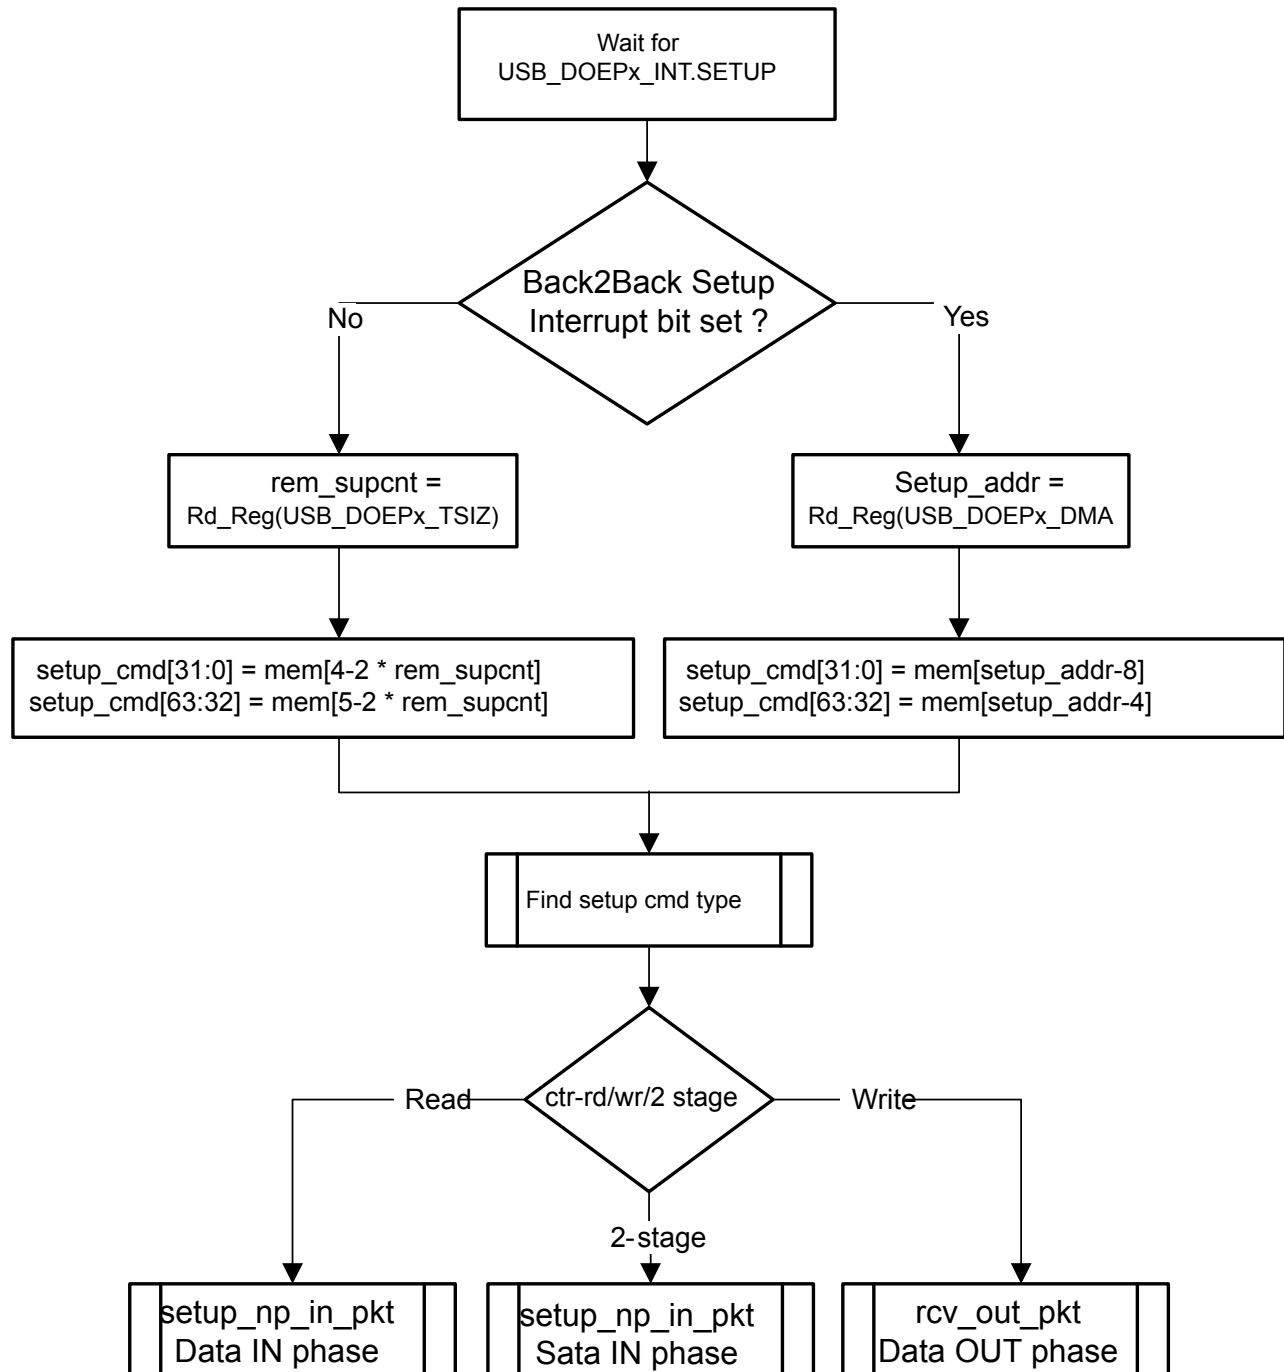 Wait for
USB_DOEPx_INT.SETUP
Back2Back Setup
Interrupt bit set ?
No
Yes
rem_supcnt =
Rd_Reg(USB_DOEPx_TSIZ)
Setup_addr =
Rd_Reg(USB_DOEPx_DMA
setup_cmd[31:0] = mem[4-2 * rem_supcnt]
setup_cmd[63:32] = mem[5-2 * rem_supcnt]
setup_cmd[31:0] = mem[setup_addr-8]
setup_cmd[63:32] = mem[setup_addr-4]
Find setup cmd type
Read
ctr-rd/wr/2 stage
Write
2-stage
setup_np_in_pkt
Data IN phase
setup_np_in_pkt
Sata IN phase
rcv_out_pkt
Data OUT phase